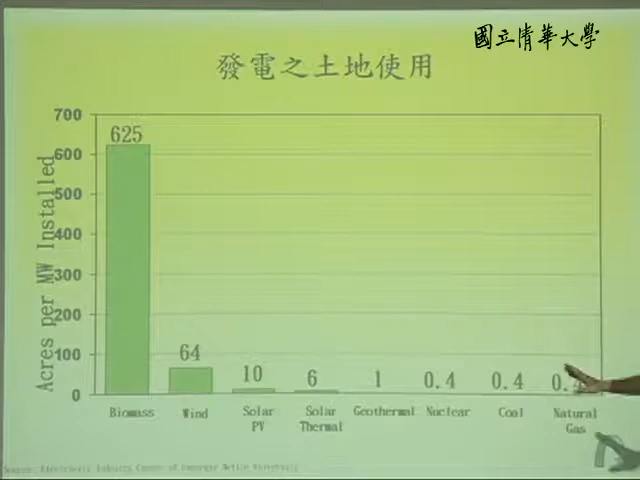 國立清華大學
發電之土地使用
Acres per MW Installed
700
600
500
400
300
200
100
0
625
64
10
6
1
0.4
0.4
0.
Biomass
Wind
Solar PV
Solar Thermal
Geothermal
Nuclear
Coal
Natural Gas